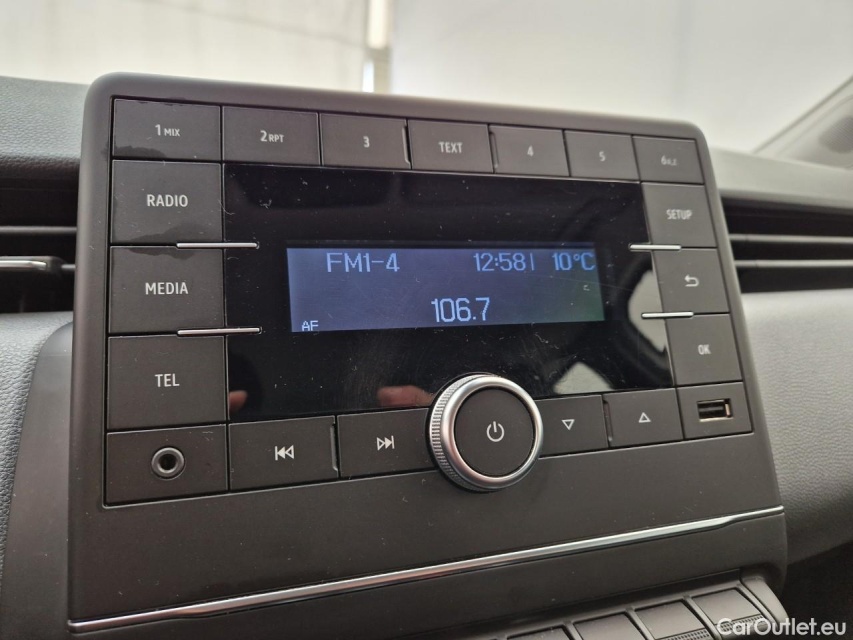 1 MIX 2 RPT 3 TEXT 4 5
RADIO
SETUP
MEDIA
TEL
OK
FM1-4 12:58 10°C
106.7
AF
CarOutlet.eu